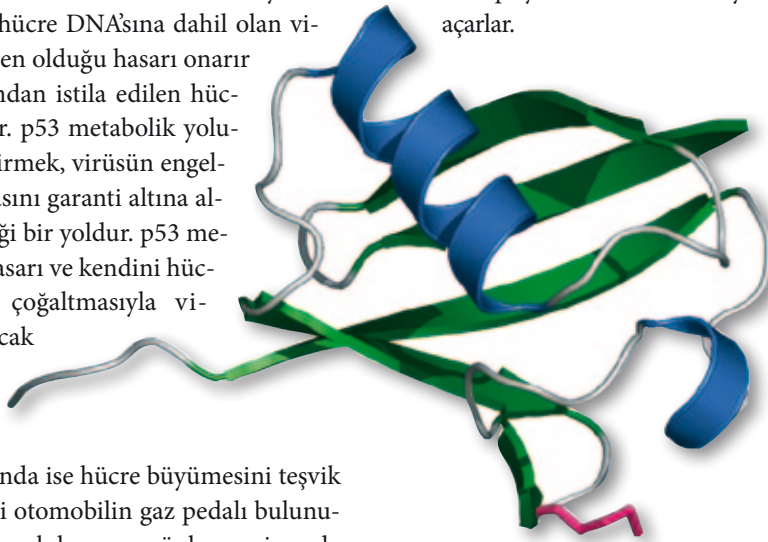 hücre DNA'sına dahil olan vi-
en olduğu hasarı onarır
ndan istila edilen hüc-
r. p53 metabolik yolu-
irmek, virüsün engel-
asını garanti altına al-
ği bir yoldur. p53 me-
asarı ve kendini hüc-
çoğaltmasıyla vi-
cak
nda ise hücre büyümesini teşvik
i otomobilin gaz pedalı bulunu-
açarlar.